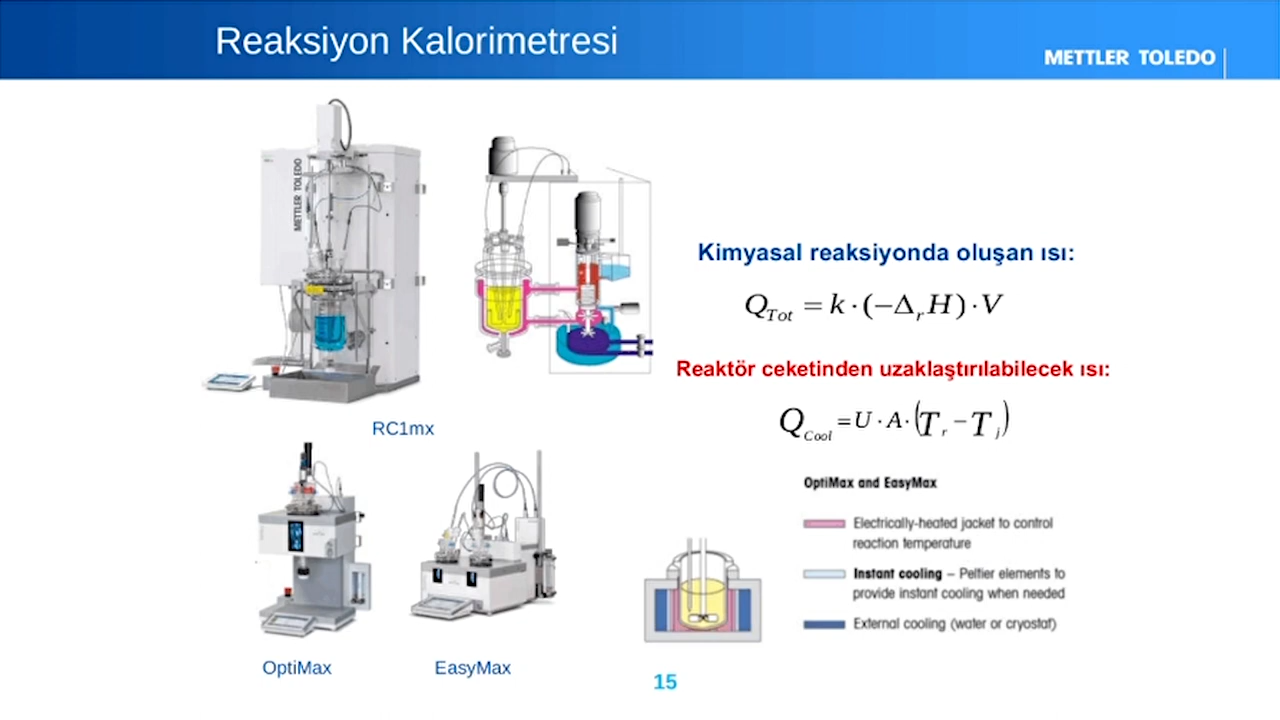 Reaksiyon Kalorimetresi
METTLER TOLEDO
METTLER TOLEDO
Kimyasal reaksiyonda oluşan ısı:
Q_Tot = k · (−Δ_r H) · V
Reaktör ceketinden uzaklaştırılabilecek ısı:
Q_Cool = U · A · (T_r − T_j)
RC1mx
OptiMax and EasyMax
Electrically-heated jacket to control
reaction temperature
Instant cooling – Peltier elements to
provide instant cooling when needed
External cooling (water or cryostat)
OptiMax
EasyMax
15